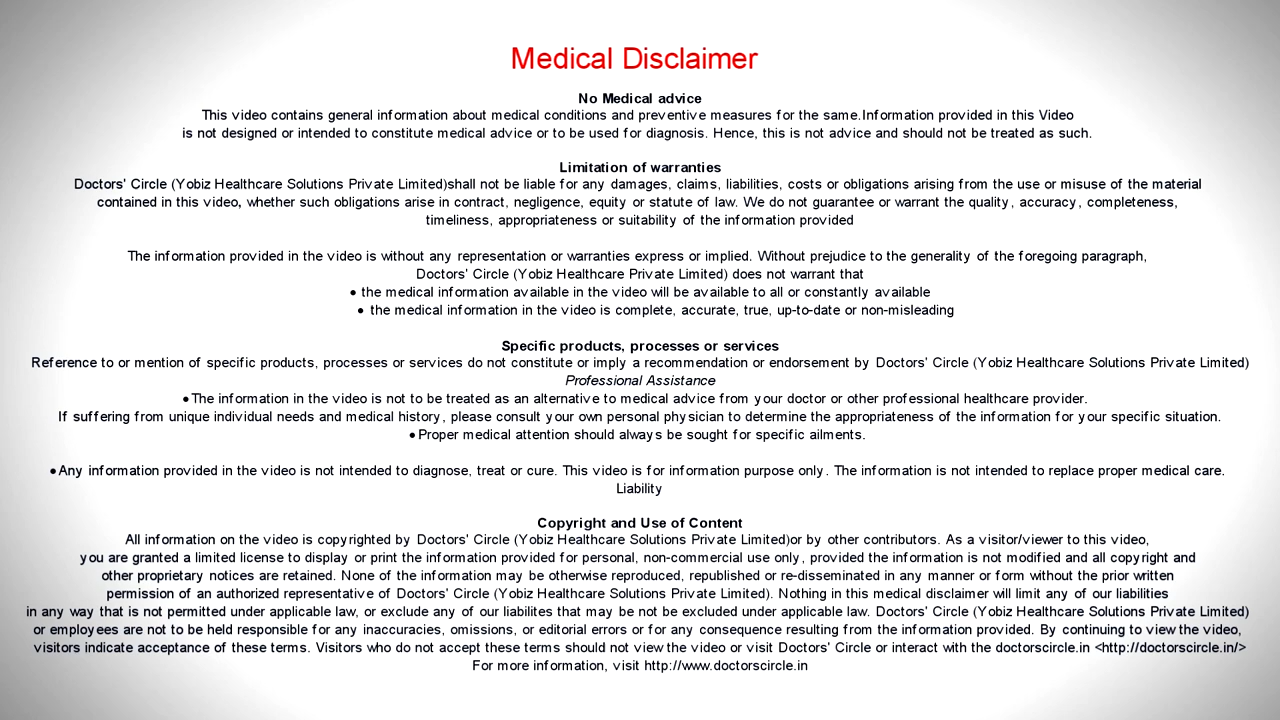 Medical Disclaimer
No Medical advice
This video contains general information about medical conditions and preventive measures for the same.Information provided in this Video
is not designed or intended to constitute medical advice or to be used for diagnosis. Hence, this is not advice and should not be treated as such.
Limitation of warranties
Doctors' Circle (Yobiz Healthcare Solutions Private Limited)shall not be liable for any damages, claims, liabilities, costs or obligations arising from the use or misuse of the material
contained in this video, whether such obligations arise in contract, negligence, equity or statute of law. We do not guarantee or warrant the quality, accuracy, completeness,
timeliness, appropriateness or suitability of the information provided
The information provided in the video is without any representation or warranties express or implied. Without prejudice to the generality of the foregoing paragraph,
Doctors' Circle (Yobiz Healthcare Private Limited) does not warrant that
• the medical information available in the video will be available to all or constantly available
• the medical information in the video is complete, accurate, true, up-to-date or non-misleading
Specific products, processes or services
Reference to or mention of specific products, processes or services do not constitute or imply a recommendation or endorsement by Doctors' Circle (Yobiz Healthcare Solutions Private Limited)
Professional Assistance
•The information in the video is not to be treated as an alternative to medical advice from your doctor or other professional healthcare provider.
If suffering from unique individual needs and medical history, please consult your own personal physician to determine the appropriateness of the information for your specific situation.
•Proper medical attention should always be sought for specific ailments.
•Any information provided in the video is not intended to diagnose, treat or cure. This video is for information purpose only. The information is not intended to replace proper medical care.
Liability
Copyright and Use of Content
All information on the video is copyrighted by Doctors' Circle (Yobiz Healthcare Solutions Private Limited)or by other contributors. As a visitor/viewer to this video,
you are granted a limited license to display or print the information provided for personal, non-commercial use only, provided the information is not modified and all copyright and
other proprietary notices are retained. None of the information may be otherwise reproduced, republished or re-disseminated in any manner or form without the prior written
permission of an authorized representative of Doctors' Circle (Yobiz Healthcare Solutions Private Limited). Nothing in this medical disclaimer will limit any of our liabilities
in any way that is not permitted under applicable law, or exclude any of our liabilites that may be not be excluded under applicable law. Doctors' Circle (Yobiz Healthcare Solutions Private Limited)
or employees are not to be held responsible for any inaccuracies, omissions, or editorial errors or for any consequence resulting from the information provided. By continuing to view the video,
visitors indicate acceptance of these terms. Visitors who do not accept these terms should not view the video or visit Doctors' Circle or interact with the doctorscircle.in <http://doctorscircle.in/>
For more information, visit http://www.doctorscircle.in